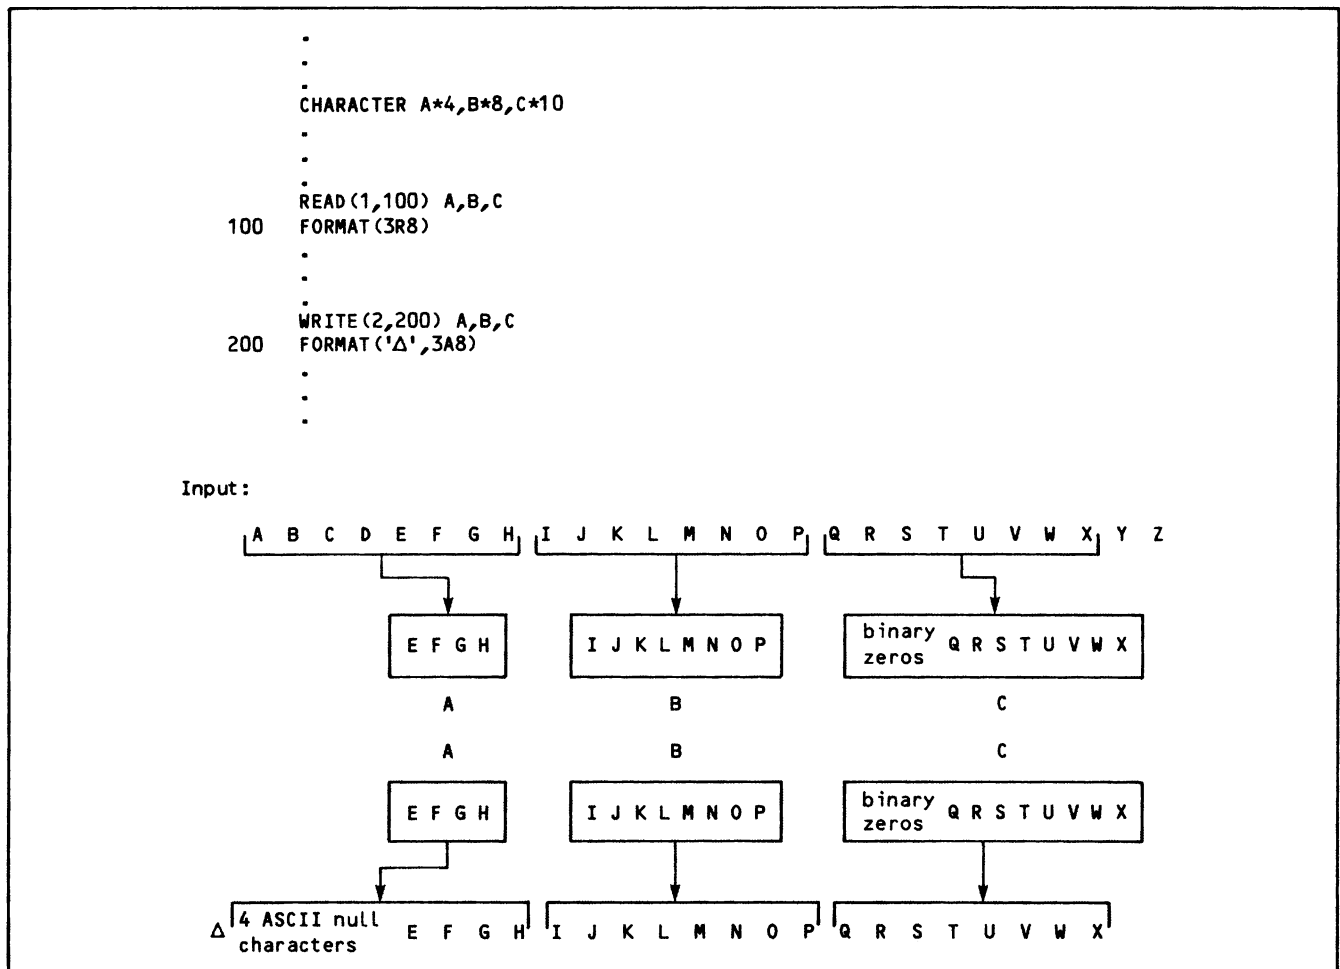 .
.
.
CHARACTER A*4,B*8,C*10
.
.
.
READ(1,100) A,B,C
100 FORMAT(3R8)
.
.
.
WRITE(2,200) A,B,C
200 FORMAT('Δ',3A8)
.
.
.
Input:
A B C D E F G H I J K L M N O P Q R S T U V W X Y Z
E F G H I J K L M N O P binary zeros Q R S T U V W X
A B C
A B C
E F G H I J K L M N O P binary zeros Q R S T U V W X
Δ 4 ASCII null characters E F G H I J K L M N O P Q R S T U V W X